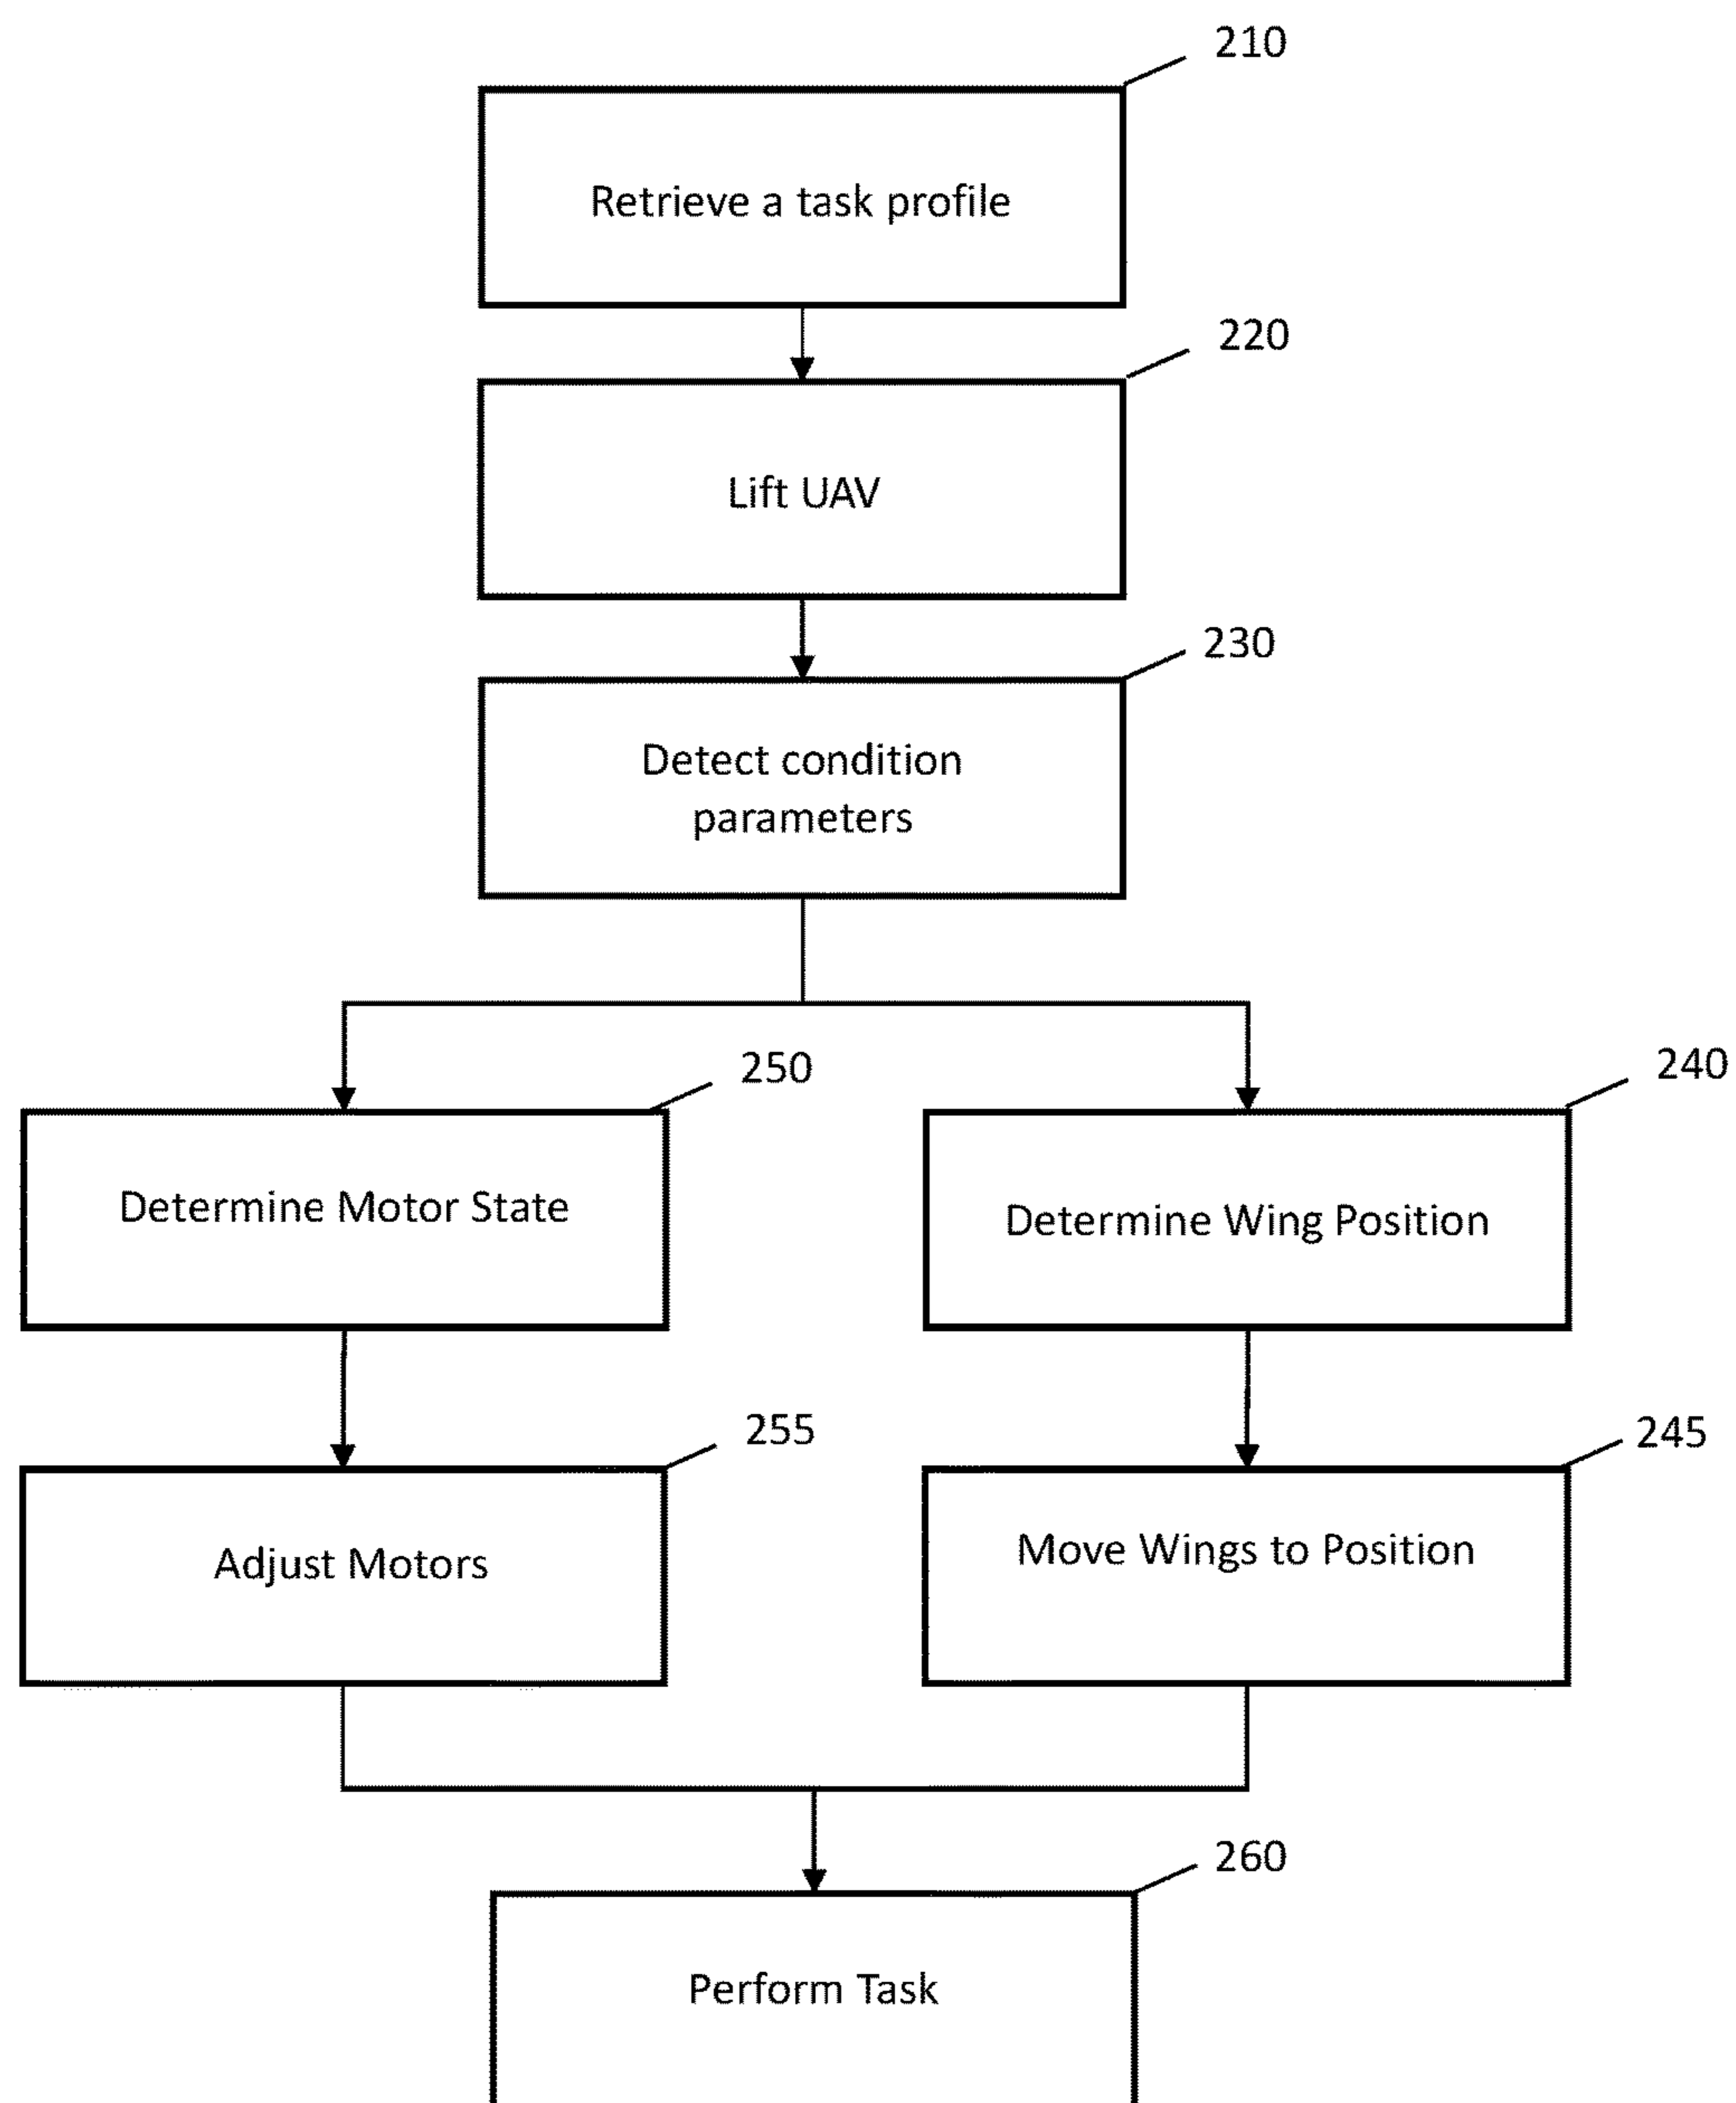 210
Retrieve a task profile
220
Lift UAV
230
Detect condition
parameters
250
240
Determine Motor State
Determine Wing Position
255
245
Adjust Motors
Move Wings to Position
260
Perform Task